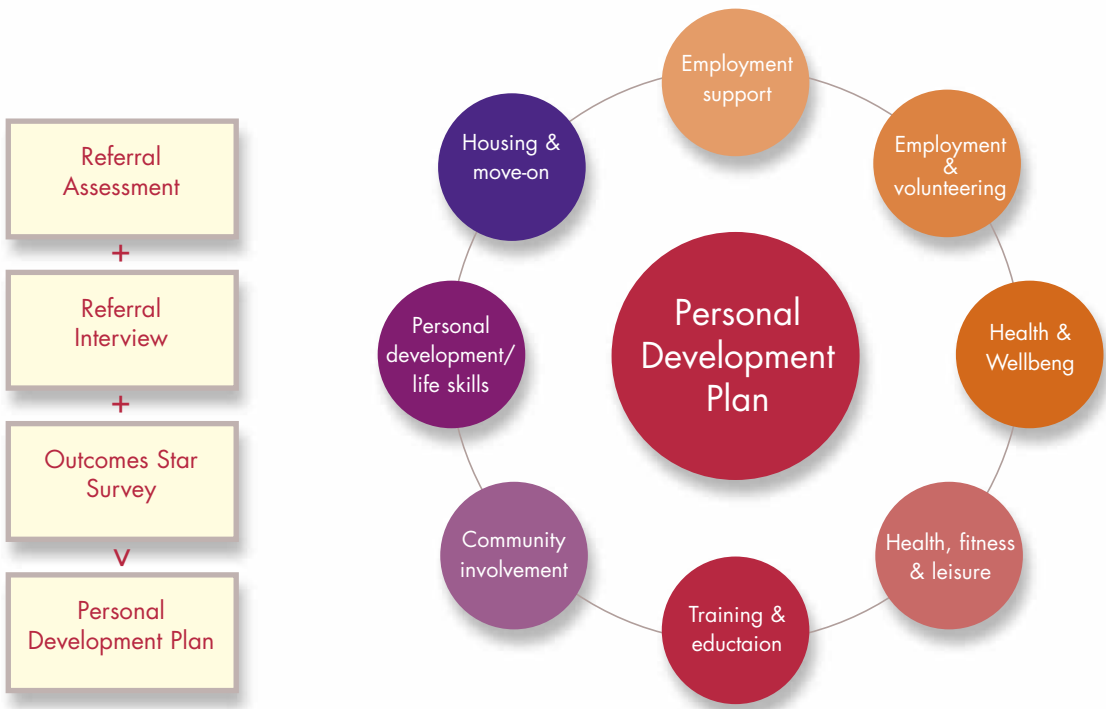 Referral
Assessment
+
Referral
Interview
+
Outcomes Star
Survey
v
Personal
Development Plan
Employment
support
Employment
&
volunteering
Health &
Wellbeng
Health, fitness
& leisure
Training &
eductaion
Community
involvement
Personal
development/
life skills
Housing &
move-on
Personal
Development
Plan